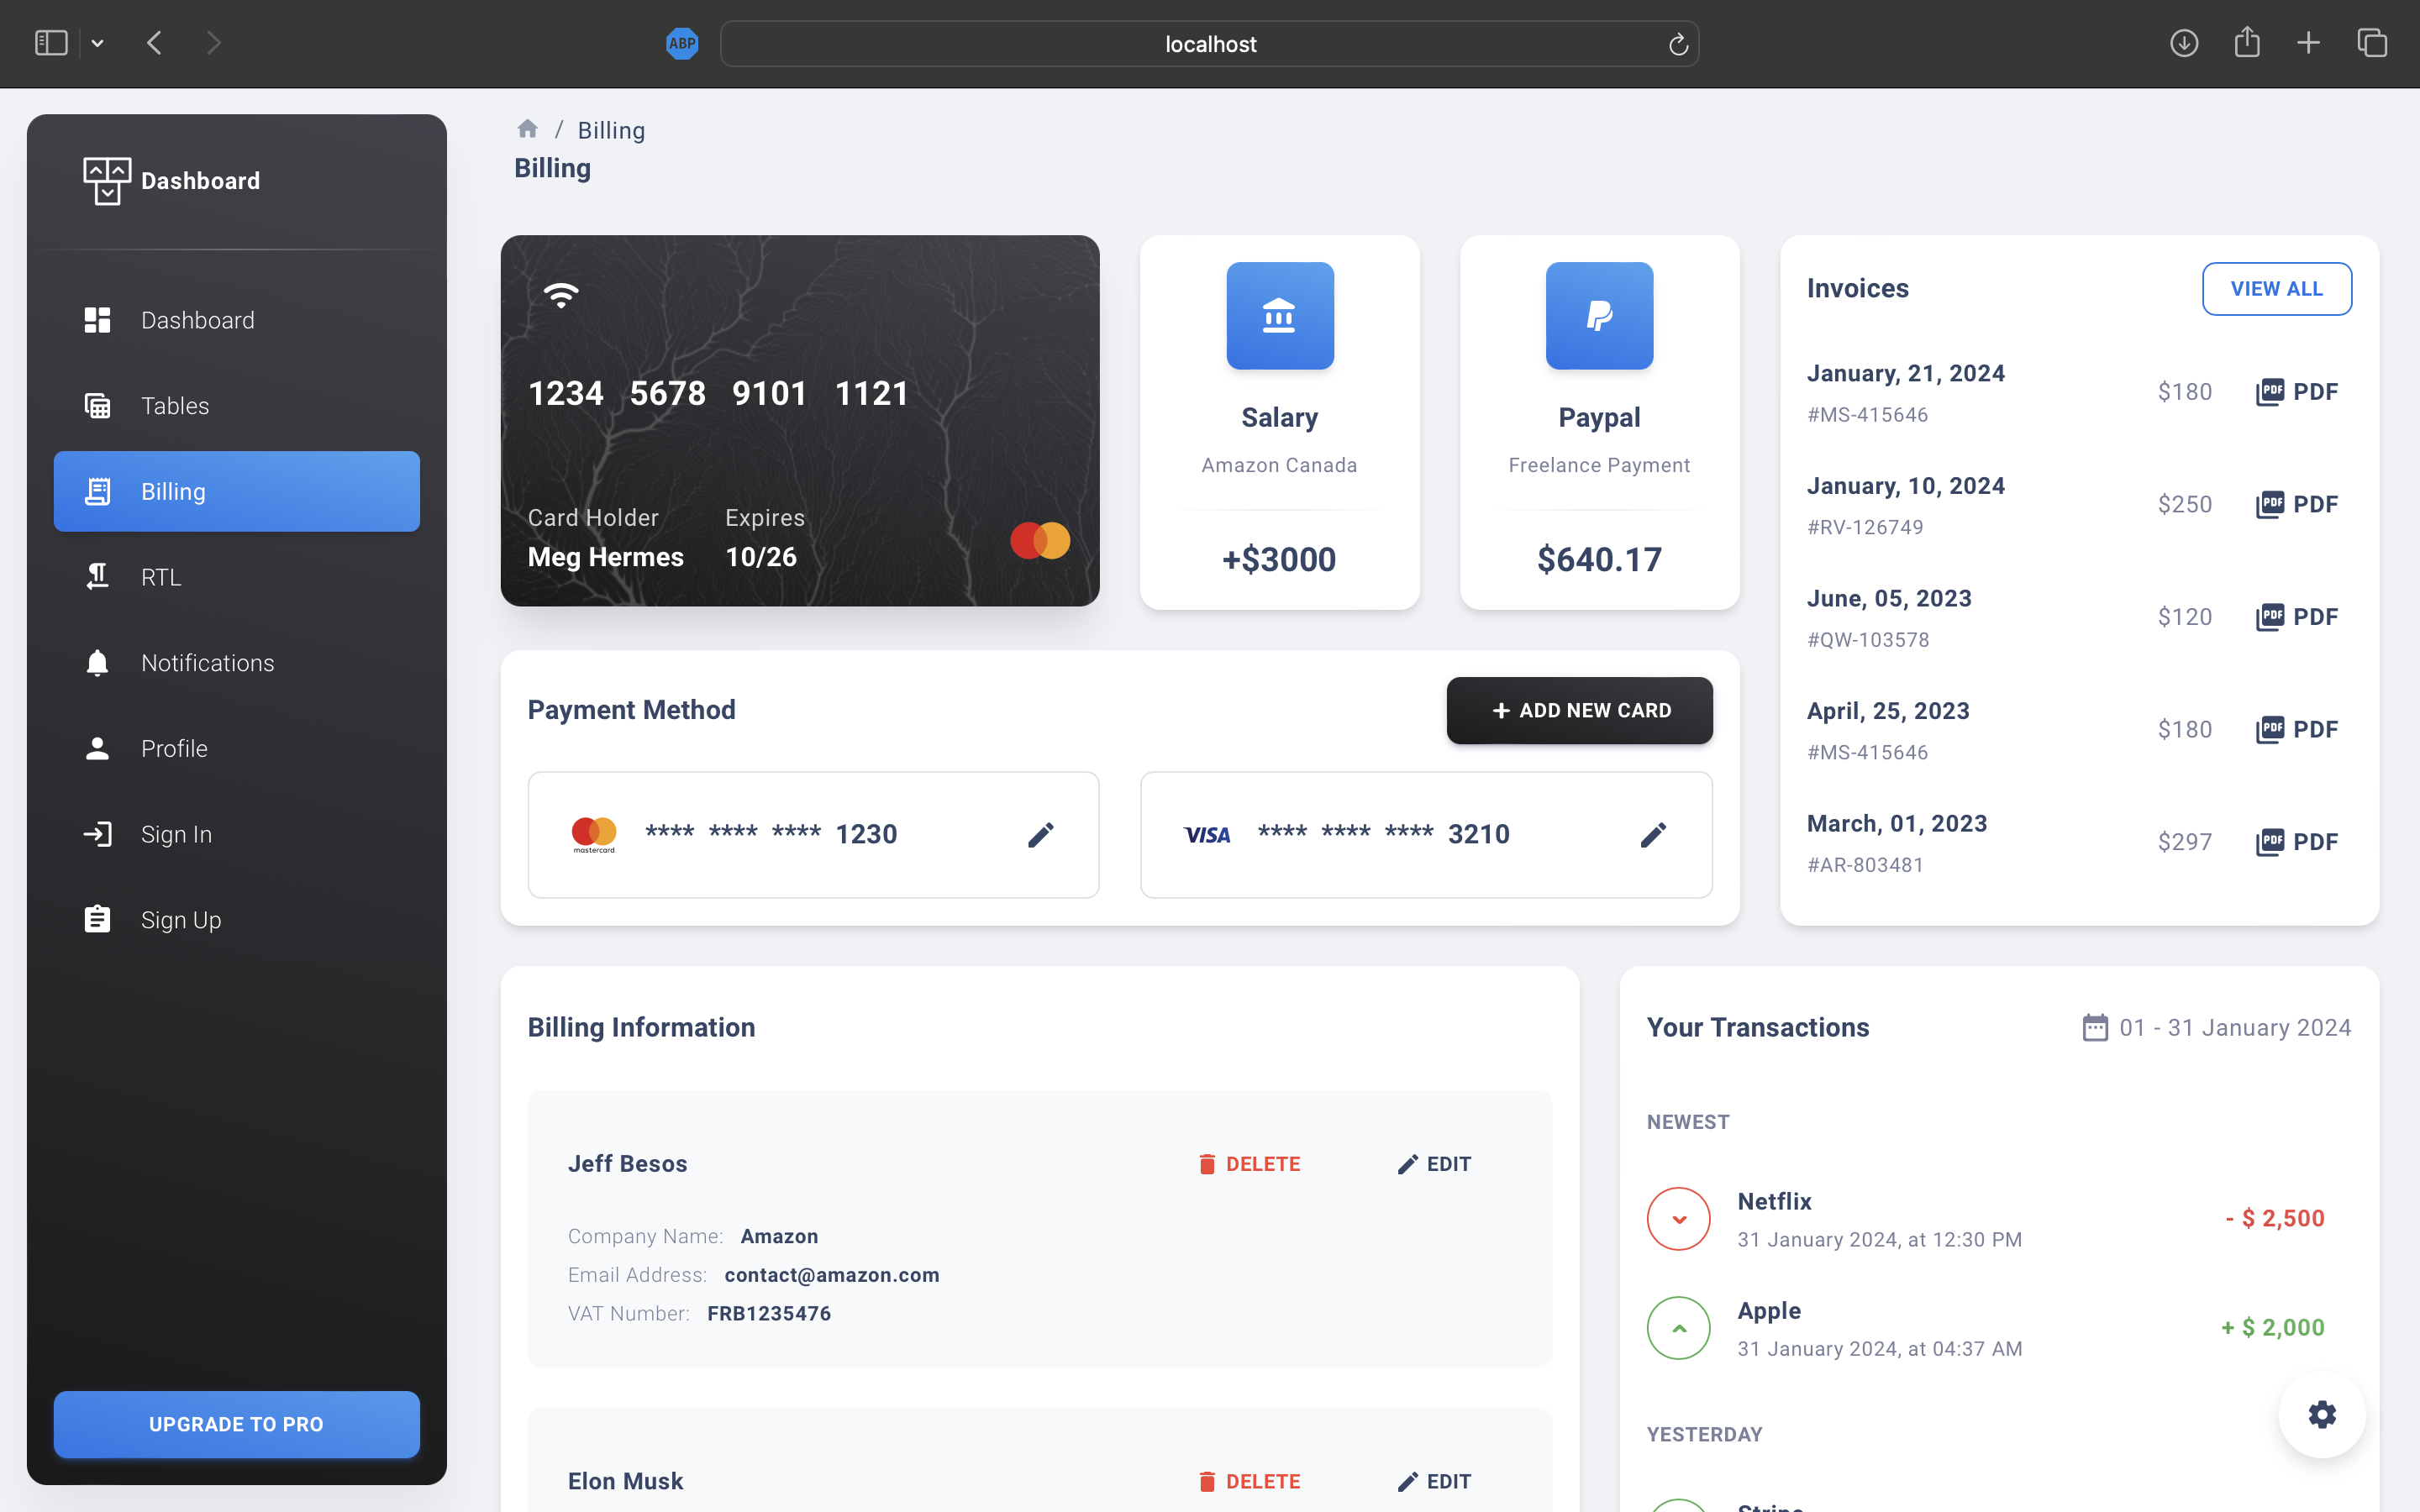 ABP
localhost
Dashboard
Dashboard
Tables
Billing
RTL
Notifications
Profile
Sign In
Sign Up
UPGRADE TO PRO
/ Billing
Billing
1234 5678 9101 1121
Card Holder
Expires
Meg Hermes
10/26
Salary
Amazon Canada
+$3000
Paypal
Freelance Payment
$640.17
Invoices
VIEW ALL
January, 21, 2024
#MS-415646
$180
PDF PDF
January, 10, 2024
#RV-126749
$250
PDF PDF
June, 05, 2023
#QW-103578
$120
PDF PDF
April, 25, 2023
#MS-415646
$180
PDF PDF
March, 01, 2023
#AR-803481
$297
PDF PDF
Payment Method
+ ADD NEW CARD
mastercard
**** **** **** 1230
VISA
**** **** **** 3210
Billing Information
Jeff Besos
DELETE
EDIT
Company Name: Amazon
Email Address: contact@amazon.com
VAT Number: FRB1235476
Elon Musk
DELETE
EDIT
Your Transactions
01 - 31 January 2024
NEWEST
Netflix
31 January 2024, at 12:30 PM
- $ 2,500
Apple
31 January 2024, at 04:37 AM
+ $ 2,000
YESTERDAY